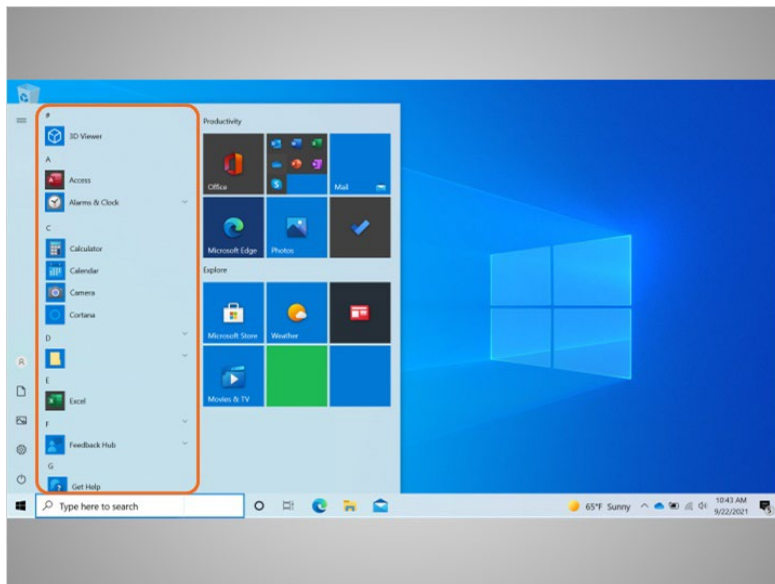 #
3D Viewer
A
Access
Alarms & Clock
C
Calculator
Calendar
Camera
Cortana
D
E
Excel
F
Feedback Hub
G
Get Help
Productivity
Office
Mail
Microsoft Edge
Photos
Explore
Microsoft Store
Weather
Movies & TV
Type here to search
65°F Sunny
10:43 AM
9/22/2021